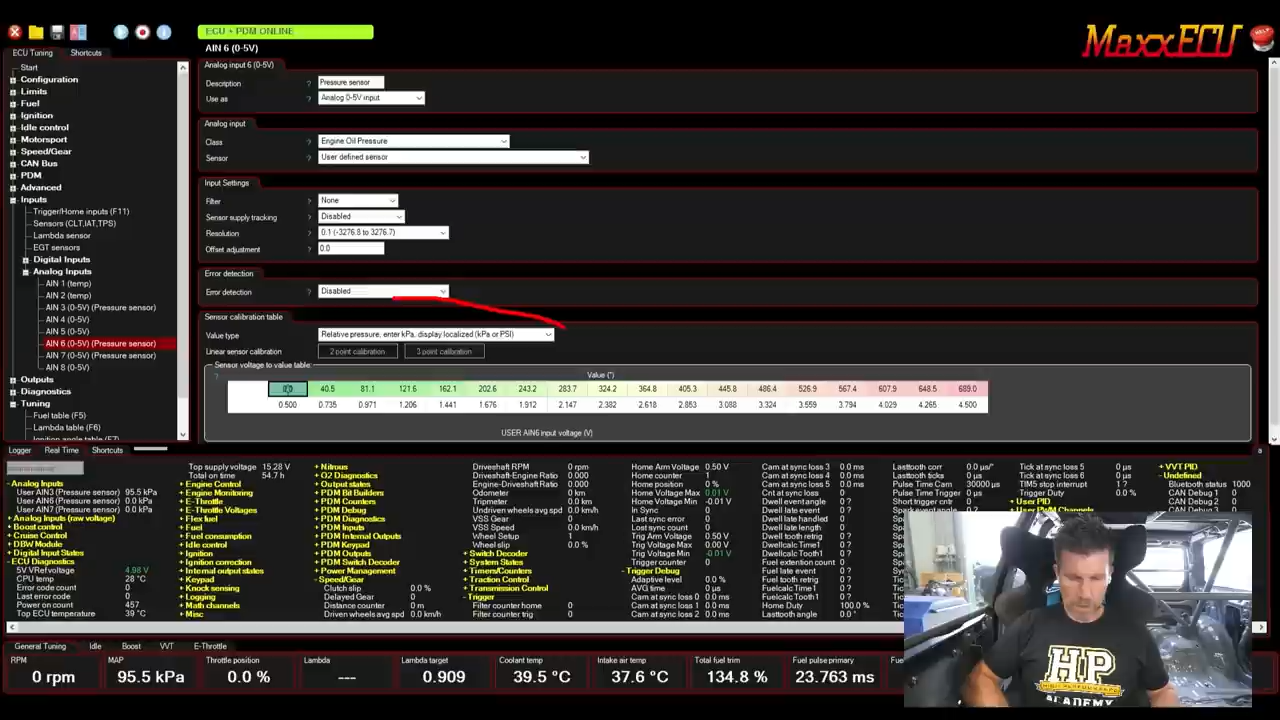 ECU + PDM ONLINE
MaxxECU
HELP
ECU Tuning Shortcuts
AIN 6 (0-5V)
Start
Configuration
Limits
Fuel
Ignition
Idle control
Motorsport
Speed/Gear
CAN Bus
PDM
Advanced
Inputs
Trigger/Home inputs (F11)
Sensors (CLT,IAT,TPS)
Lambda sensor
EGT sensors
Digital Inputs
Analog Inputs
AIN 1 (temp)
AIN 2 (temp)
AIN 3 (0-5V) (Pressure sensor)
AIN 4 (0-5V)
AIN 5 (0-5V)
AIN 6 (0-5V) (Pressure sensor)
AIN 7 (0-5V) (Pressure sensor)
AIN 8 (0-5V)
Outputs
Diagnostics
Tuning
Fuel table (F5)
Lambda table (F6)
Ignition angle table (F7)
Analog input 6 (0-5V)
Description ? Pressure sensor
Use as ? Analog 0-5V input
Analog input
Class ? Engine Oil Pressure
Sensor ? User defined sensor
Input Settings
Filter ? None
Sensor supply tracking ? Disabled
Resolution ? 0.1 (-3276.8 to 3276.7)
Offset adjustment ? 0.0
Error detection
Error detection ? Disabled
Sensor calibration table
Value type ? Relative pressure, enter kPa, display localized (kPa or PSI)
Linear sensor calibration ? 2 point calibration 3 point calibration
Sensor voltage to value table:
? Value (*)
40.5 81.1 121.6 162.1 202.6 243.2 283.7 324.2 364.8 405.3 445.8 486.4 526.9 567.4 607.9 648.5 689.0
0.500 0.735 0.971 1.206 1.441 1.676 1.912 2.147 2.382 2.618 2.853 3.088 3.324 3.559 3.794 4.029 4.265 4.500
USER AIN6 input voltage (V)
Logger Real Time Shortcuts
- Analog Inputs
User AIN3 (Pressure sensor) 95.5 kPa
User AIN6 (Pressure sensor) 0.0 kPa
User AIN7 (Pressure sensor) 0.0 kPa
+ Analog Inputs (raw voltage)
+ Boost control
+ Cruise Control
+ DBW Module
+ Digital Input States
- ECU Diagnostics
5V VREFvoltage 4.98 V
CPU temp 28 °C
Error code count 0
Last error code 0
Power on count 457
Top ECU temperature 39 °C
Top supply voltage 15.28 V
Total on time 54.7 h
+ Engine Control
+ Engine Monitoring
+ E-Throttle
+ E-Throttle Voltages
+ Flex fuel
+ Fuel
+ Fuel consumption
+ Idle control
+ Ignition
+ Ignition correction
+ Internal output states
+ Keypad
+ Knock sensing
+ Logging
+ Math channels
+ Misc
+ Nitrous
+ O2 Diagnostics
+ Output states
+ PDM Bit Builders
+ PDM Counters
+ PDM Debug
+ PDM Diagnostics
+ PDM Inputs
+ PDM Internal Outputs
+ PDM Keypad
+ PDM Outputs
+ PDM Switch Decoder
+ Power Management
- Speed/Gear
Clutch slip 0.0 %
Delayed Gear 0
Distance counter 0 m
Driven wheels avg spd 0.0 km/h
Driveshaft RPM 0 rpm
Driveshaft-Engine Ratio 0.000
Engine-Driveshaft Ratio 0.000
Odometer 0 km
Tripmeter 0.0 m
Undriven wheels avg spd 0.0 km/h
VSS Gear 0
VSS Speed 0.0 km/h
Wheel Setup 1
Wheel slip 0.0 %
+ Switch Decoder
+ System States
+ Timers/Counters
+ Traction Control
+ Transmission Control
- Trigger
Filter counter home 0
Filter counter trig 0
Home Arm Voltage 0.50 V
Home counter 1
Home position 0 %
Home Voltage Max 0.01 V
Home Voltage Min -0.01 V
In Sync 0
Last sync error 0
Lost sync count 0
Trig Arm Voltage 0.50 V
Trig Voltage Max 0.00 V
Trig Voltage Min -0.01 V
Trigger counter 0
- Trigger Debug
Adaptive level 0.0 %
AVG time 0 µs
Cam at sync loss 0 0.0 ms
Cam at sync loss 1 0.0 ms
Cam at sync loss 2 0.0 ms
Cam at sync loss 3 0.0 ms
Cam at sync loss 4 0.0 ms
Cam at sync loss 5 0.0 ms
Cnt at sync loss 0
Dwell event angle 0 ?
Dwell late event 0 ?
Dwell late handled 0 ?
Dwell event length 0 ?
Dwell tooth retrig 0 ?
Dwellcalc Time1 0 ?
Dwellcalc Tooth1 0 ?
Fuel extention count 0 ?
Fuel late event 0 ?
Fuel tooth retrig 0 ?
Fuelcalc Time1 0 ?
Fuelcalc Tooth1 0 ?
Home Duty 100.0 %
Lasttooth angle 0.0 °
Lasttooth corr 0.0 µs/°
Lasttooth ticks 0 µs
Pulse Time Cam 30000 µs
Pulse Time Trigger 0 µs
Short trigger cntr 0
Tick at sync loss 5 0 µs
Tick at sync loss 6 0 µs
TIM5 stop interrupt 1 ?
Trigger Duty 0.0 %
+ User PID
+ User PWM Channels
+ VVT PID
- Undefined
Bluetooth status 1000
CAN Debug 1 0
CAN Debug 2 0
General Tuning Idle Boost VVT E-Throttle
RPM MAP Throttle position Lambda Lambda target Coolant temp Intake air temp Total fuel trim Fuel pulse primary
0 rpm 95.5 kPa 0.0 % --- 0.909 39.5 °C 37.6 °C 134.8 % 23.763 ms
HP
ACADEMY